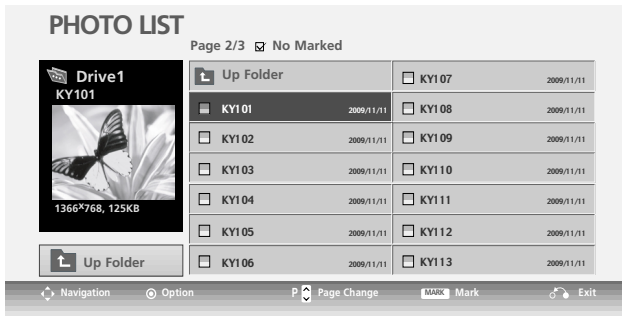 PHOTO LIST
Page 2/3 No Marked
Drive1
KY101
1366x768, 125KB
Up Folder
Up Folder
KY101 2009/11/11
KY102 2009/11/11
KY103 2009/11/11
KY104 2009/11/11
KY105 2009/11/11
KY106 2009/11/11
KY107 2009/11/11
KY108 2009/11/11
KY109 2009/11/11
KY110 2009/11/11
KY111 2009/11/11
KY112 2009/11/11
KY113 2009/11/11
Navigation Option P Page Change MARK Mark Exit